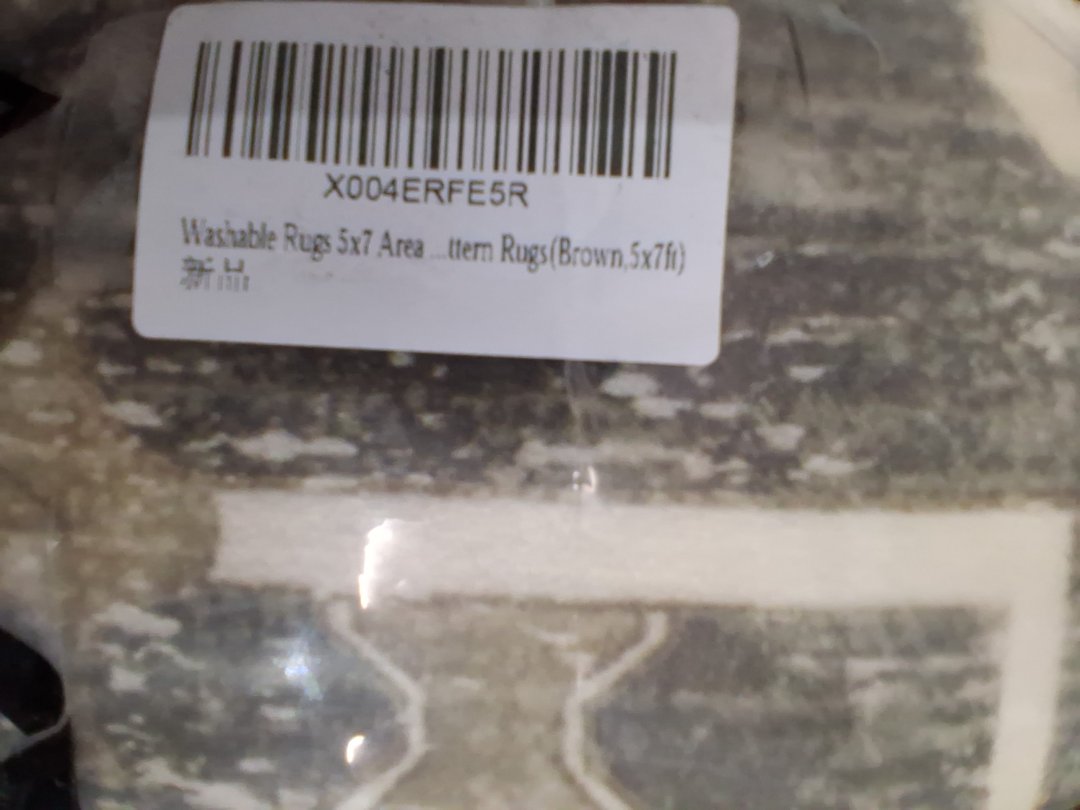 X004ERFE5R
Washable Rugs 5x7 Area ...ttern Rugs(Brown,5x7ft)
新品